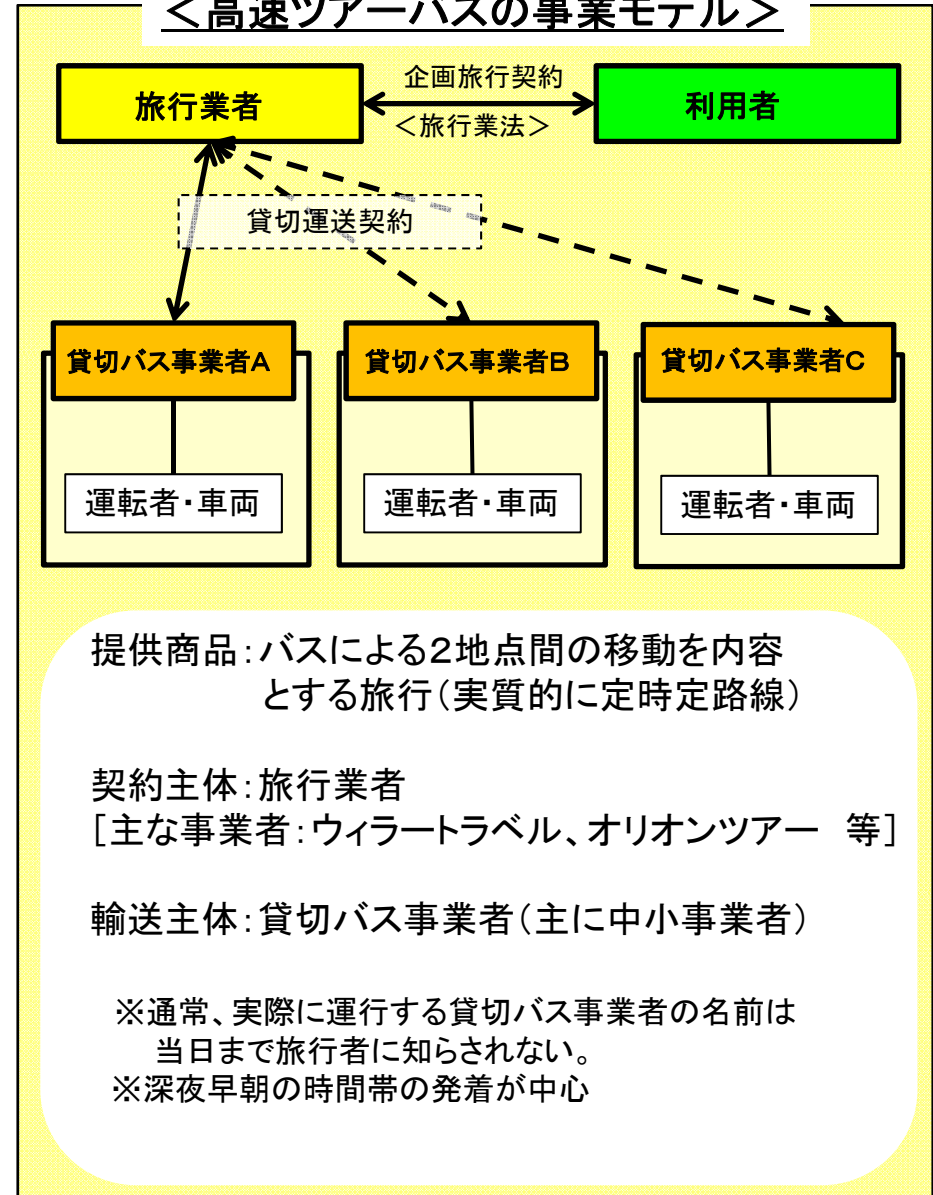 ＜高速ツアーバスの事業モデル＞
企画旅行契約
旅行業者
利用者
＜旅行業法＞
貸切運送契約
貸切バス事業者A
貸切バス事業者B
貸切バス事業者C
運転者・車両
運転者・車両
運転者・車両
提供商品：バスによる２地点間の移動を内容
とする旅行（実質的に定時定路線）
契約主体：旅行業者
［主な事業者：ウィラートラベル、オリオンツアー　等］
輸送主体：貸切バス事業者（主に中小事業者）
※通常、実際に運行する貸切バス事業者の名前は
当日まで旅行者に知らされない。
※深夜早朝の時間帯の発着が中心